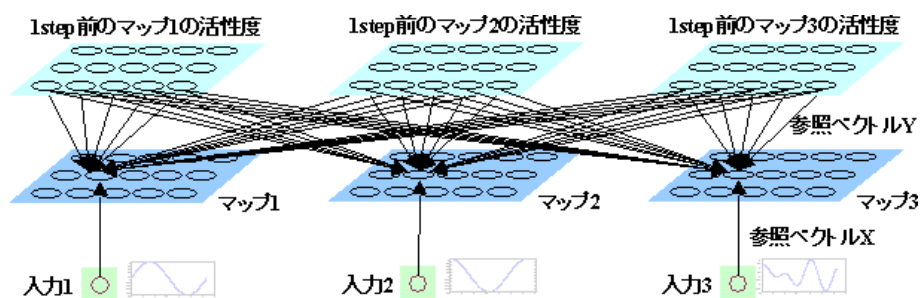 1step前のマップ1の活性度
1step前のマップ2の活性度
1step前のマップ3の活性度
参照ベクトルY
マップ1
マップ2
マップ3
参照ベクトルX
入力1
入力2
入力3